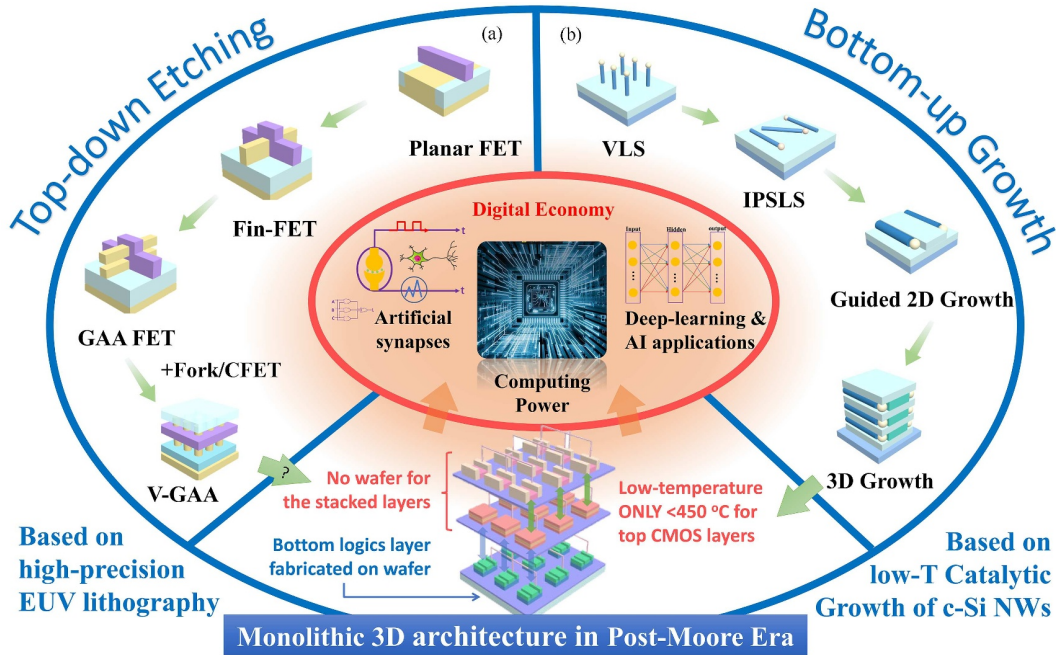 Top-down Etching
(a)
(b)
Bottom-up Growth
Planar FET
VLS
Fin-FET
IPSLS
GAA FET
Guided 2D Growth
+Fork/CFET
V-GAA
3D Growth
Digital Economy
t
t
A
B
C
Artificial
synapses
Input
Hidden
output
Deep-learning &
AI applications
Computing
Power
?
No wafer for
the stacked layers
Low-temperature
ONLY <450 °C for
top CMOS layers
Bottom logics layer
fabricated on wafer
Based on
high-precision
EUV lithography
Based on
low-T Catalytic
Growth of c-Si NWs
Monolithic 3D architecture in Post-Moore Era